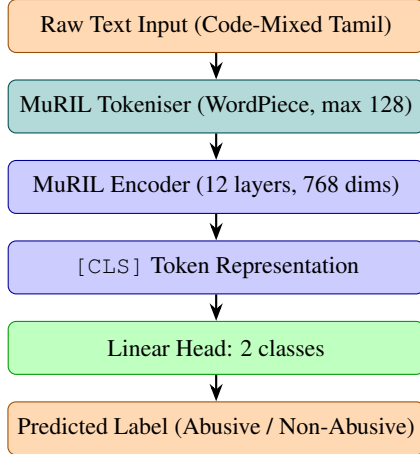 Raw Text Input (Code-Mixed Tamil)
MuRIL Tokeniser (WordPiece, max 128)
MuRIL Encoder (12 layers, 768 dims)
[CLS] Token Representation
Linear Head: 2 classes
Predicted Label (Abusive / Non-Abusive)